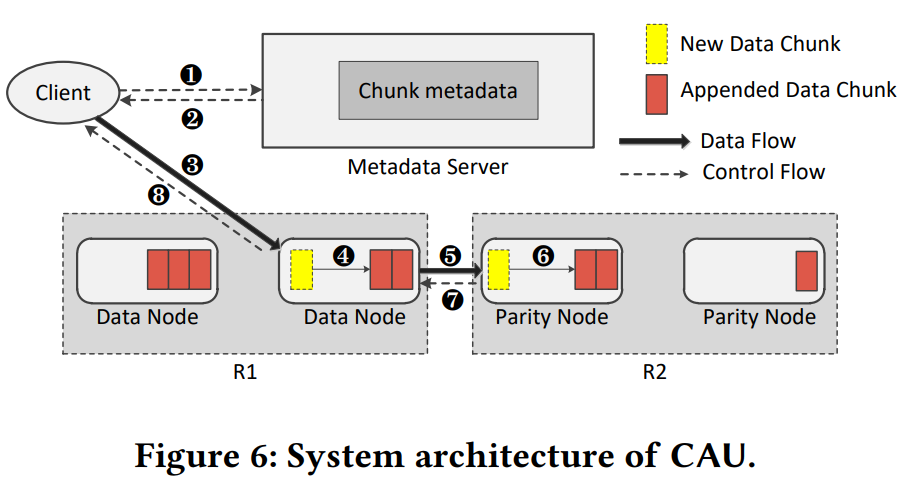 Client
❶
❷
Chunk metadata
Metadata Server
New Data Chunk
Appended Data Chunk
Data Flow
Control Flow
❸
❽
❹
❺
❻
❼
Data Node
Data Node
Parity Node
Parity Node
R1
R2
Figure 6: System architecture of CAU.